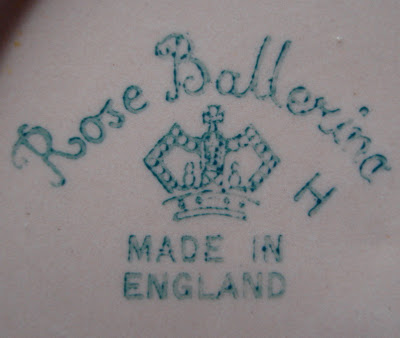 Rose Ballerina
H
MADE IN
ENGLAND